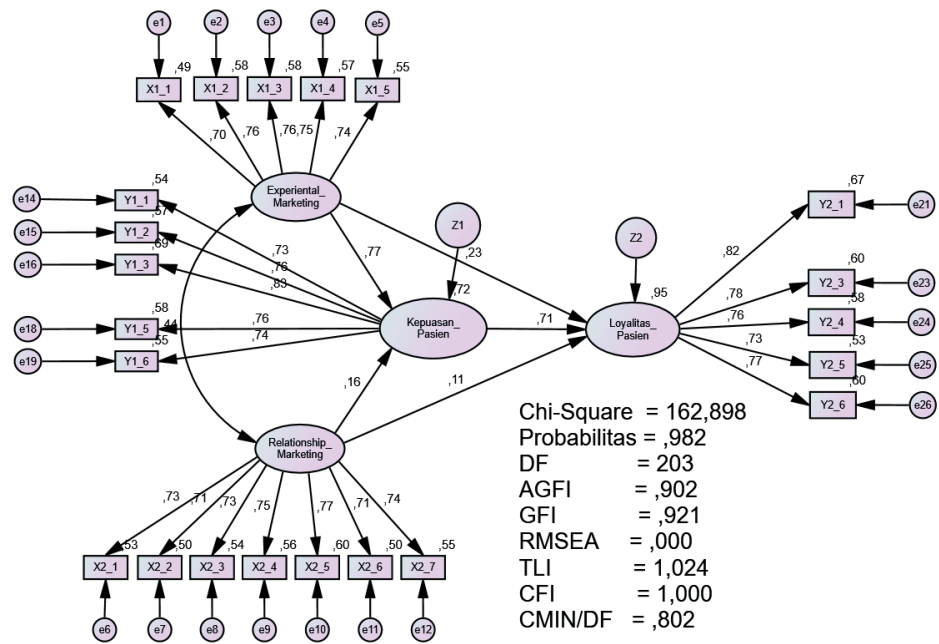 e1 e2 e3 e4 e5
,49 ,58 ,58 ,57 ,55
X1_1 X1_2 X1_3 X1_4 X1_5
,70 ,76 ,76 ,75 ,74
Experiental_
Marketing
e14 Y1_1 ,54
e15 Y1_2 ,57
e16 Y1_3 ,69
e18 Y1_5 ,58
e19 Y1_6 ,55
,73
,76
,83
,76
,74
,44
,77
Z1
,72
Kepuasan_
Pasien
,23
,71
Z2
,95
Loyalitas_
Pasien
,16
,11
,82
,78
,76
,73
,77
,67 Y2_1 e21
,60 Y2_3 e23
,58 Y2_4 e24
,53 Y2_5 e25
,60 Y2_6 e26
Relationship_
Marketing
,73 ,71 ,73 ,75 ,77 ,71 ,74
,53 ,50 ,54 ,56 ,60 ,50 ,55
X2_1 X2_2 X2_3 X2_4 X2_5 X2_6 X2_7
e6 e7 e8 e9 e10 e11 e12
Chi-Square = 162,898
Probabilitas = ,982
DF = 203
AGFI = ,902
GFI = ,921
RMSEA = ,000
TLI = 1,024
CFI = 1,000
CMIN/DF = ,802